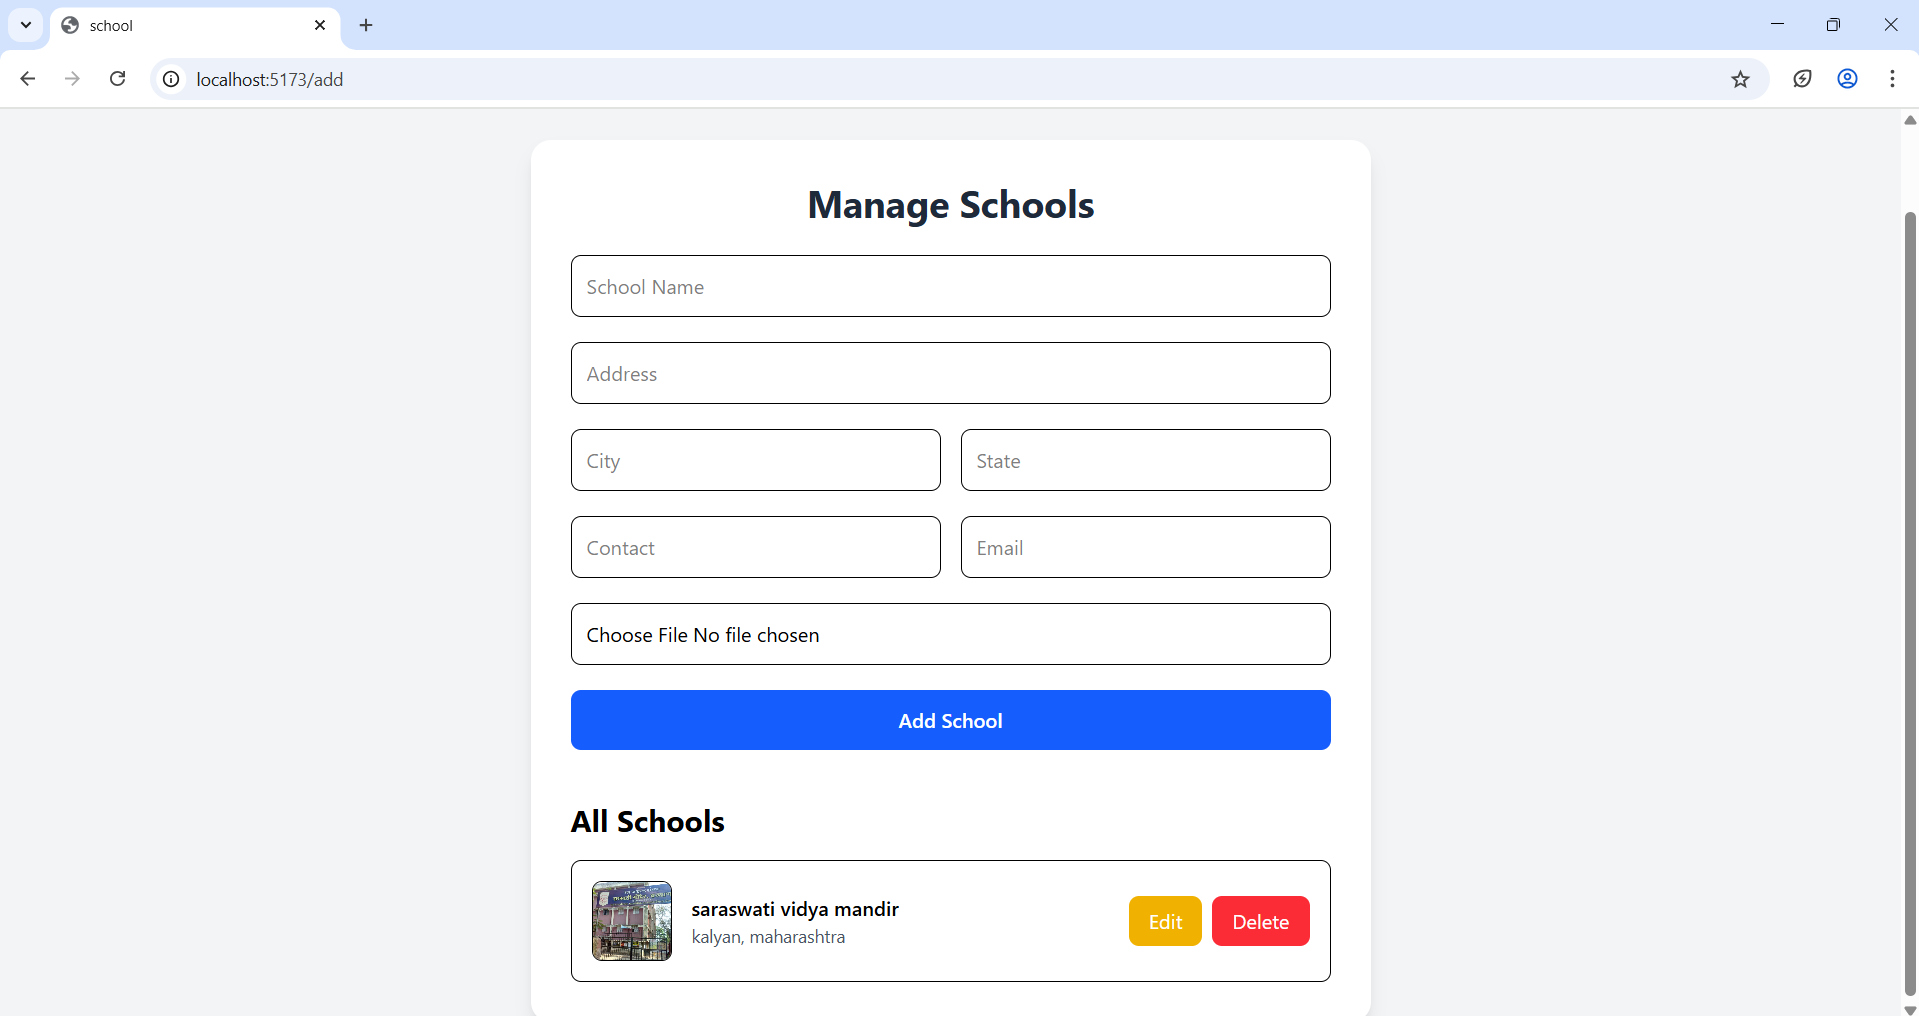 school
localhost:5173/add
Manage Schools
School Name
Address
City
State
Contact
Email
Choose File No file chosen
Add School
All Schools
saraswati vidya mandir
kalyan, maharashtra
Edit
Delete